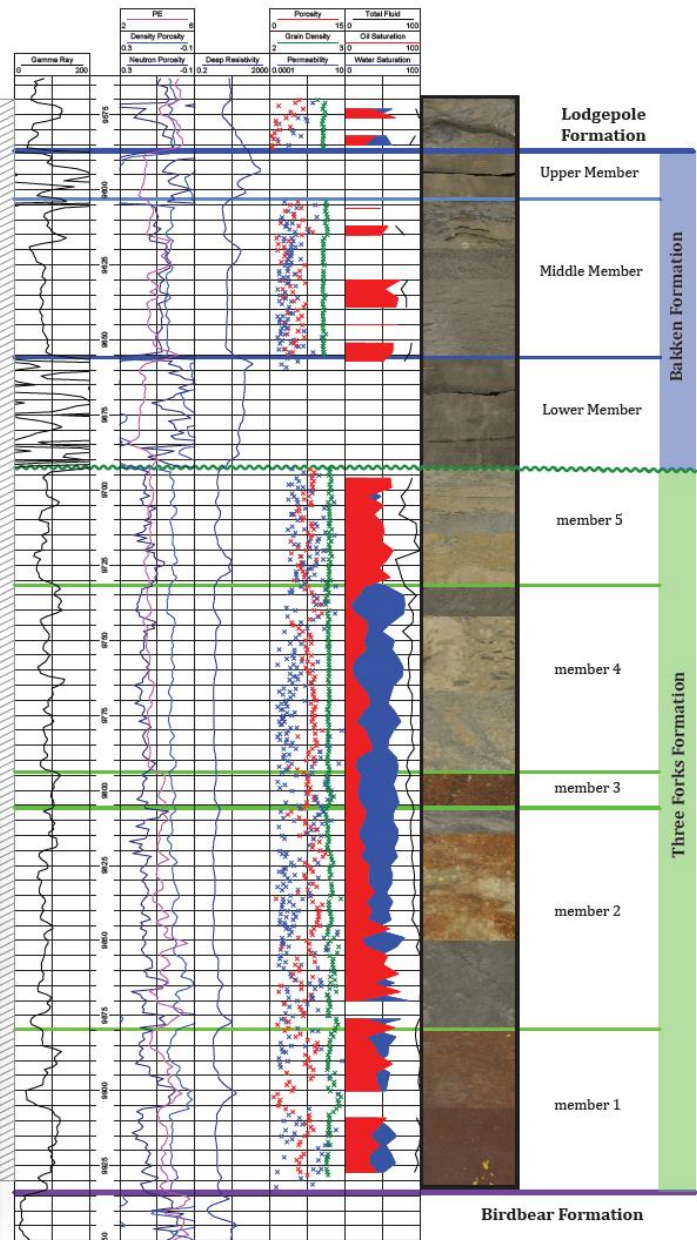 PE
2 6
Density Porosity
0.3 -0.1
Gamma Ray
0 200
Neutron Porosity
0.3 -0.1
Deep Resistivity
0.2 2000
Porosity
0 15
Grain Density
2 3
Permeability
0.0001 10
Total Fluid
0 100
Oil Saturation
0 100
Water Saturation
Lodgepole
Formation
9575
Upper Member
9600
Middle Member
9625
9650
Bakken Formation
Lower Member
9675
9700
member 5
9725
member 4
9750
9775
member 3
9800
Three Forks Formation
member 2
9825
9850
9875
member 1
9900
9925
Birdbear Formation
50